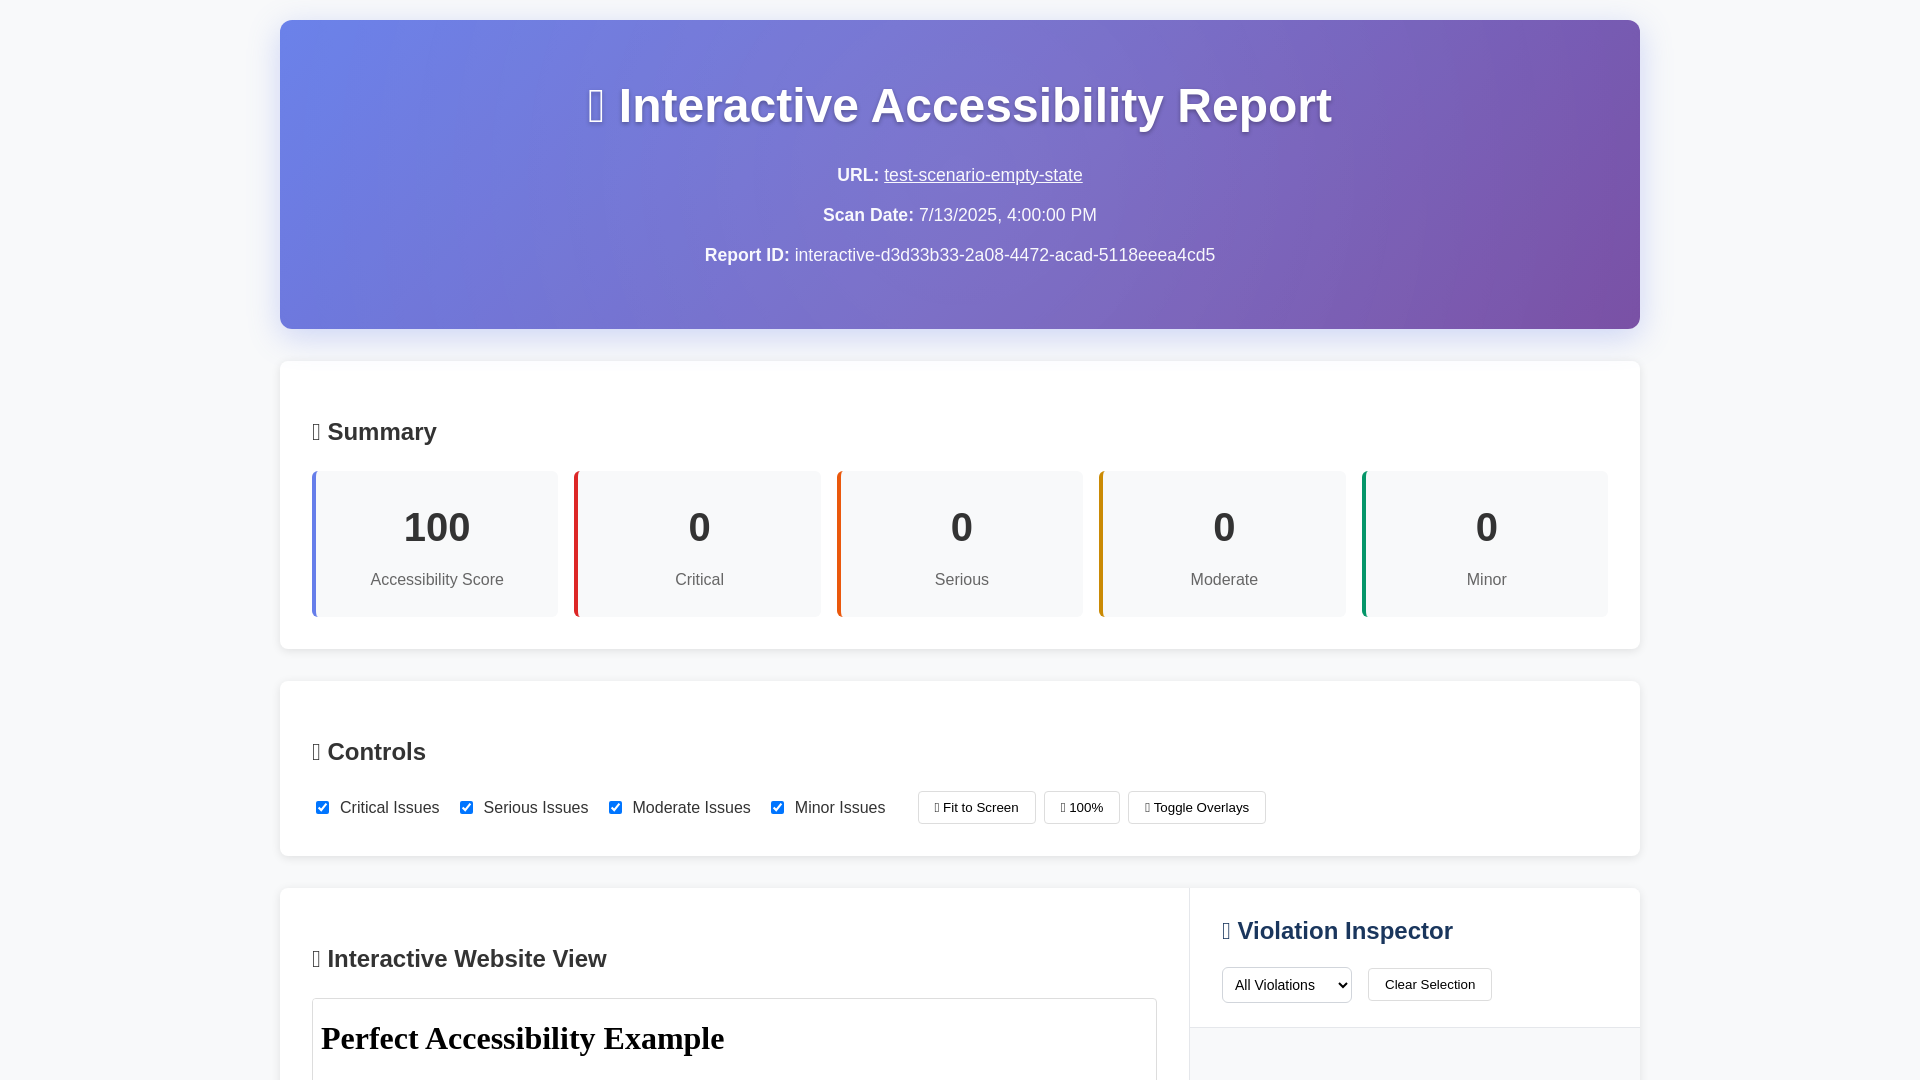 Interactive Accessibility Report
URL: test-scenario-empty-state
Scan Date: 7/13/2025, 4:00:00 PM
Report ID: interactive-d3d33b33-2a08-4472-acad-5118eeea4cd5
Summary
100
Accessibility Score
0
Critical
0
Serious
0
Moderate
0
Minor
Controls
Critical Issues
Serious Issues
Moderate Issues
Minor Issues
Fit to Screen
100%
Toggle Overlays
Interactive Website View
Perfect Accessibility Example
Violation Inspector
All Violations
Clear Selection